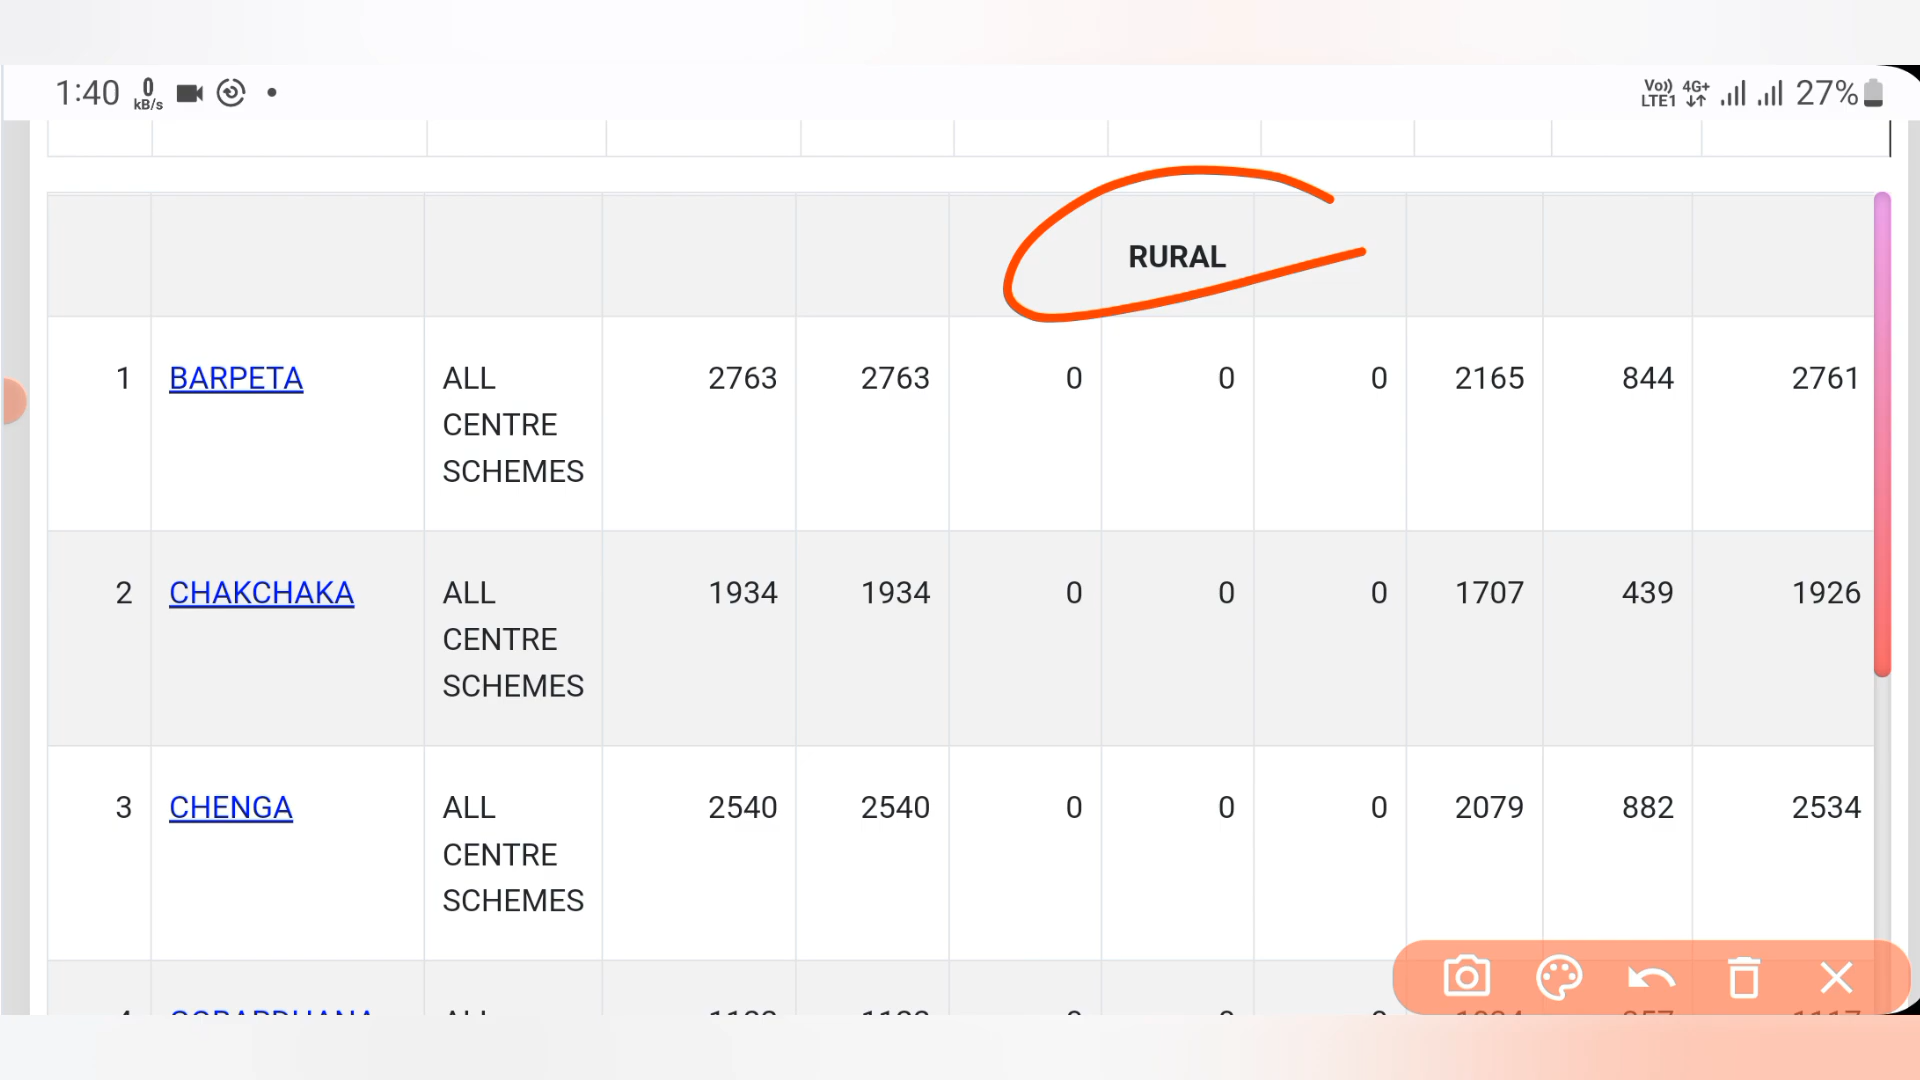 1:40 0 kB/s Vo)) LTE1 4G+ 27%
RURAL
1 BARPETA ALL 2763 2763 0 0 0 2165 844 2761
CENTRE
SCHEMES
2 CHAKCHAKA ALL 1934 1934 0 0 0 1707 439 1926
CENTRE
SCHEMES
3 CHENGA ALL 2540 2540 0 0 0 2079 882 2534
CENTRE
SCHEMES